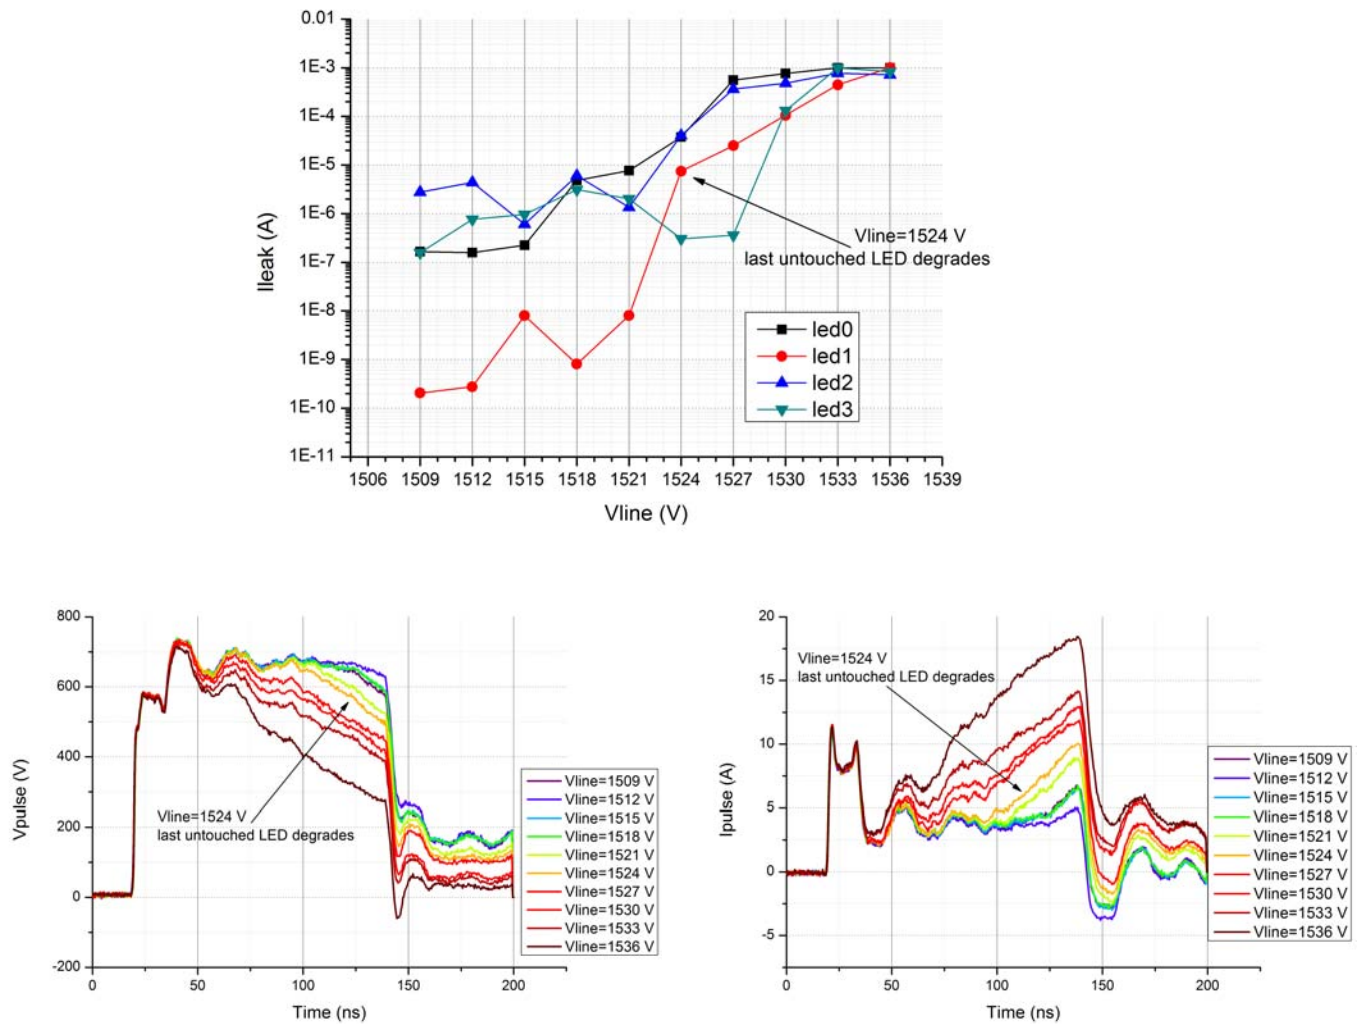 0.01
1E-3
1E-4
1E-5
1E-6
1E-7
1E-8
1E-9
1E-10
1E-11
Ileak (A)
Vline=1524 V
last untouched LED degrades
led0
led1
led2
led3
1506 1509 1512 1515 1518 1521 1524 1527 1530 1533 1536 1539
Vline (V)
800
600
400
200
0
-200
Vpulse (V)
Vline=1524 V
last untouched LED degrades
Vline=1509 V
Vline=1512 V
Vline=1515 V
Vline=1518 V
Vline=1521 V
Vline=1524 V
Vline=1527 V
Vline=1530 V
Vline=1533 V
Vline=1536 V
0 50 100 150 200
Time (ns)
20
15
10
5
0
-5
Ipulse (A)
Vline=1524 V
last untouched LED degrades
Vline=1509 V
Vline=1512 V
Vline=1515 V
Vline=1518 V
Vline=1521 V
Vline=1524 V
Vline=1527 V
Vline=1530 V
Vline=1533 V
Vline=1536 V
0 50 100 150 200
Time (ns)